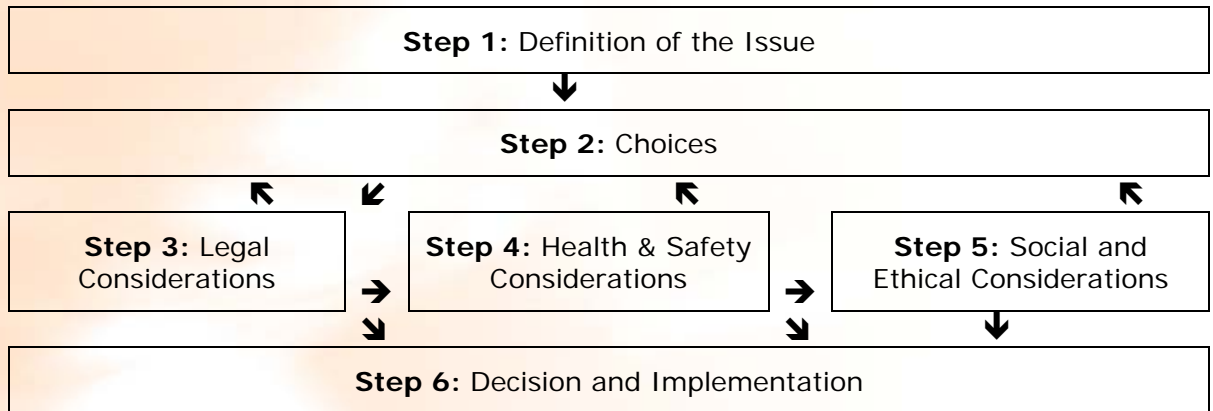 Step 1: Definition of the Issue
Step 2: Choices
Step 3: Legal
Considerations
Step 4: Health & Safety
Considerations
Step 5: Social and
Ethical Considerations
Step 6: Decision and Implementation